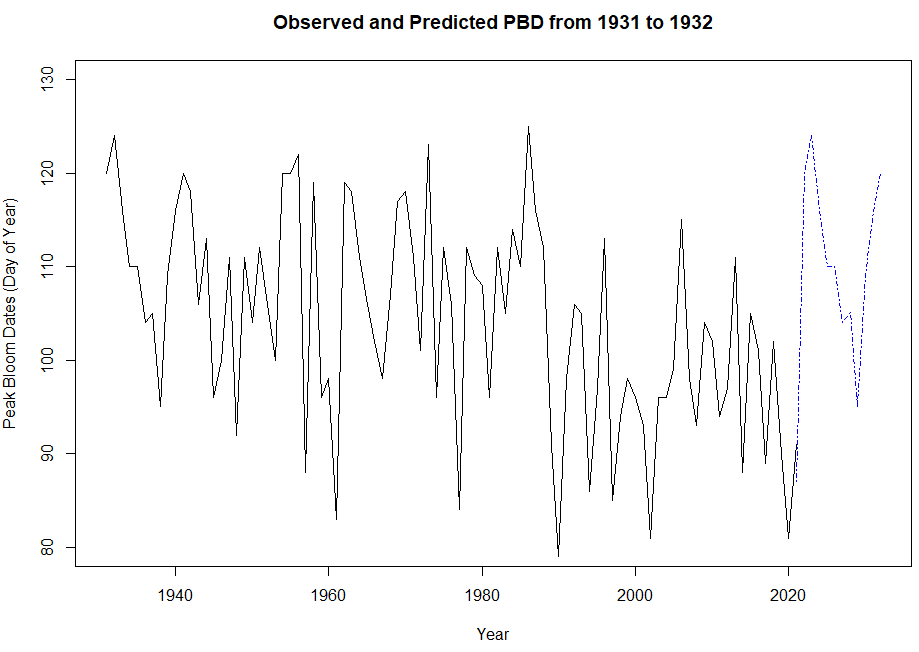 Observed and Predicted PBD from 1931 to 1932
Peak Bloom Dates (Day of Year)
130
120
110
100
90
80
1940 1960 1980 2000 2020
Year